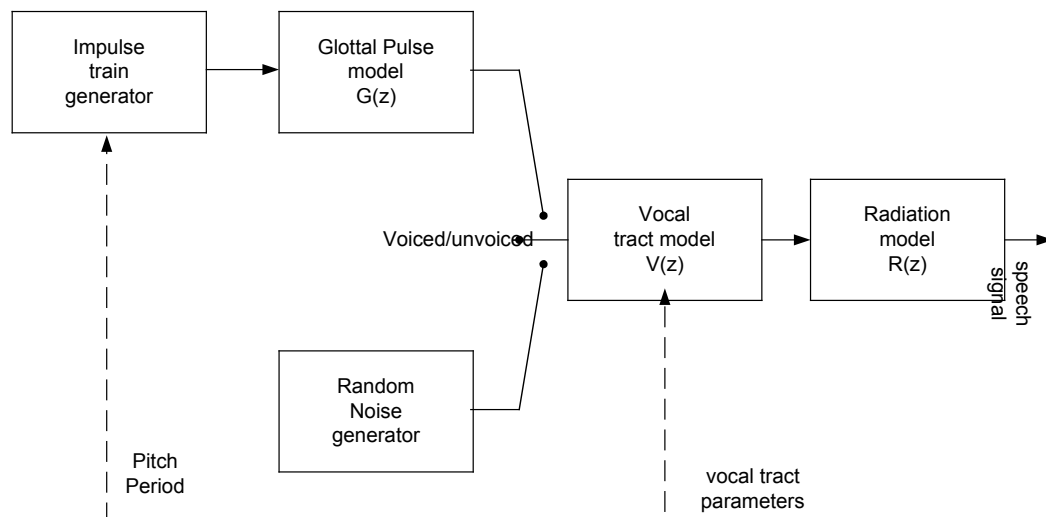 Impulse
train
generator
Glottal Pulse
model
G(z)
Voiced/unvoiced
Vocal
tract model
V(z)
Radiation
model
R(z)
speech
signal
Random
Noise
generator
Pitch
Period
vocal tract
parameters